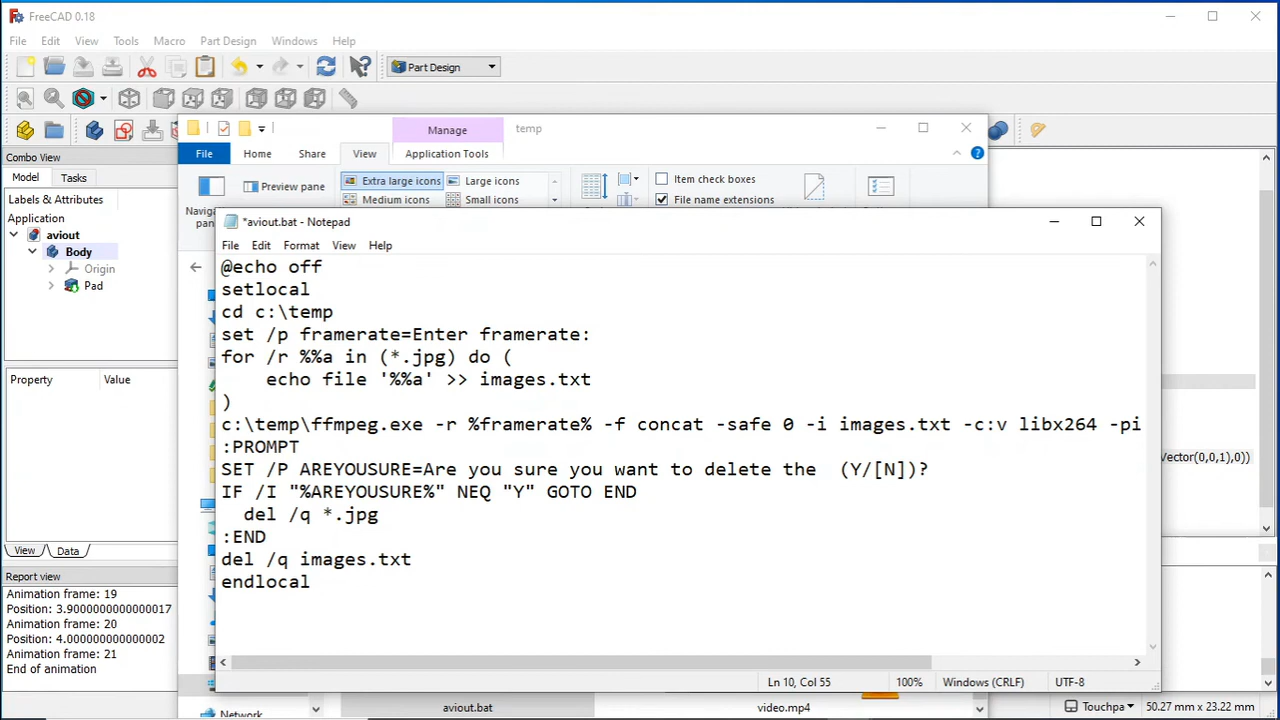 FreeCAD 0.18
File Edit View Tools Macro Part Design Windows Help
Part Design
Combo View
Model Tasks
Labels & Attributes
Application
aviout
Body
Origin
Pad
Property Value
View Data
Report view
Animation frame: 19
Position: 3.9000000000000017
Animation frame: 20
Position: 4.000000000000002
Animation frame: 21
End of animation
Manage temp
File Home Share View Application Tools
Preview pane
Extra large icons Large icons
Medium icons Small icons
Item check boxes
File name extensions
*aviout.bat - Notepad
File Edit Format View Help
@echo off
setlocal
cd c:\temp
set /p framerate=Enter framerate:
for /r %%a in (*.jpg) do (
echo file '%%a' >> images.txt
)
c:\temp\ffmpeg.exe -r %framerate% -f concat -safe 0 -i images.txt -c:v libx264 -pi
:PROMPT
SET /P AREYOUSURE=Are you sure you want to delete the  (Y/[N])?
IF /I "%AREYOUSURE%" NEQ "Y" GOTO END
del /q *.jpg
:END
del /q images.txt
endlocal
Ln 10, Col 55 100% Windows (CRLF) UTF-8
Vector(0,0,1),0))
Network
aviout.bat
video.mp4
Touchpa
50.27 mm x 23.22 mm